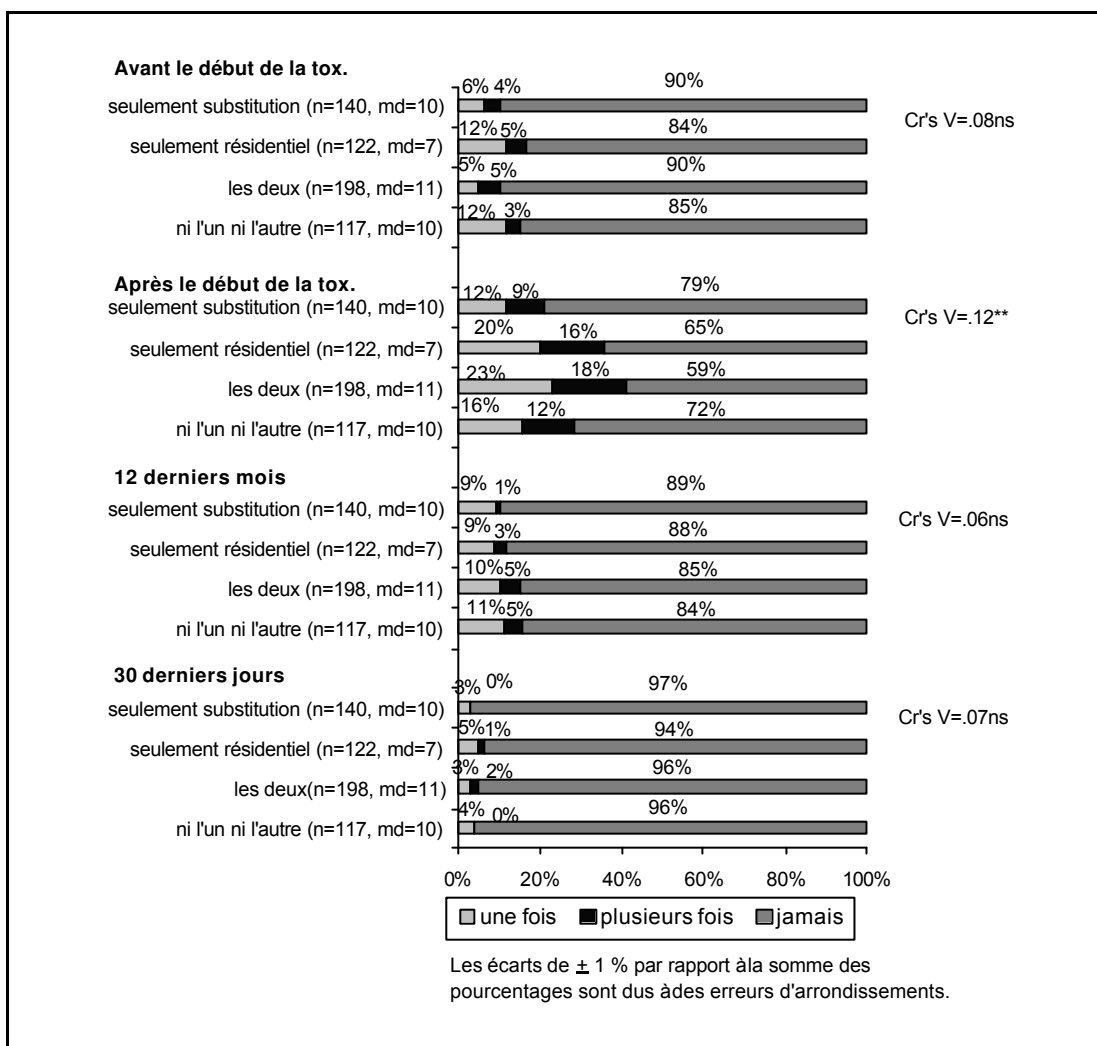 Avant le début de la tox.
6% 4% 90%
seulement substitution (n=140, md=10)
Cr's V=.08ns
12% 5% 84%
seulement résidentiel (n=122, md=7)
5% 5% 90%
les deux (n=198, md=11)
12% 3% 85%
ni l'un ni l'autre (n=117, md=10)
Après le début de la tox.
12% 9% 79%
seulement substitution (n=140, md=10)
Cr's V=.12**
20% 16% 65%
seulement résidentiel (n=122, md=7)
23% 18% 59%
les deux (n=198, md=11)
16% 12% 72%
ni l'un ni l'autre (n=117, md=10)
12 derniers mois
9% 1% 89%
seulement substitution (n=140, md=10)
Cr's V=.06ns
9% 3% 88%
seulement résidentiel (n=122, md=7)
10% 5% 85%
les deux (n=198, md=11)
11% 5% 84%
ni l'un ni l'autre (n=117, md=10)
30 derniers jours
3% 0% 97%
seulement substitution (n=140, md=10)
Cr's V=.07ns
5% 1% 94%
seulement résidentiel (n=122, md=7)
3% 2% 96%
les deux(n=198, md=11)
4% 0% 96%
ni l'un ni l'autre (n=117, md=10)
0% 20% 40% 60% 80% 100%
une fois plusieurs fois jamais
Les écarts de ± 1 % par rapport àla somme des
pourcentages sont dus àdes erreurs d'arrondissements.